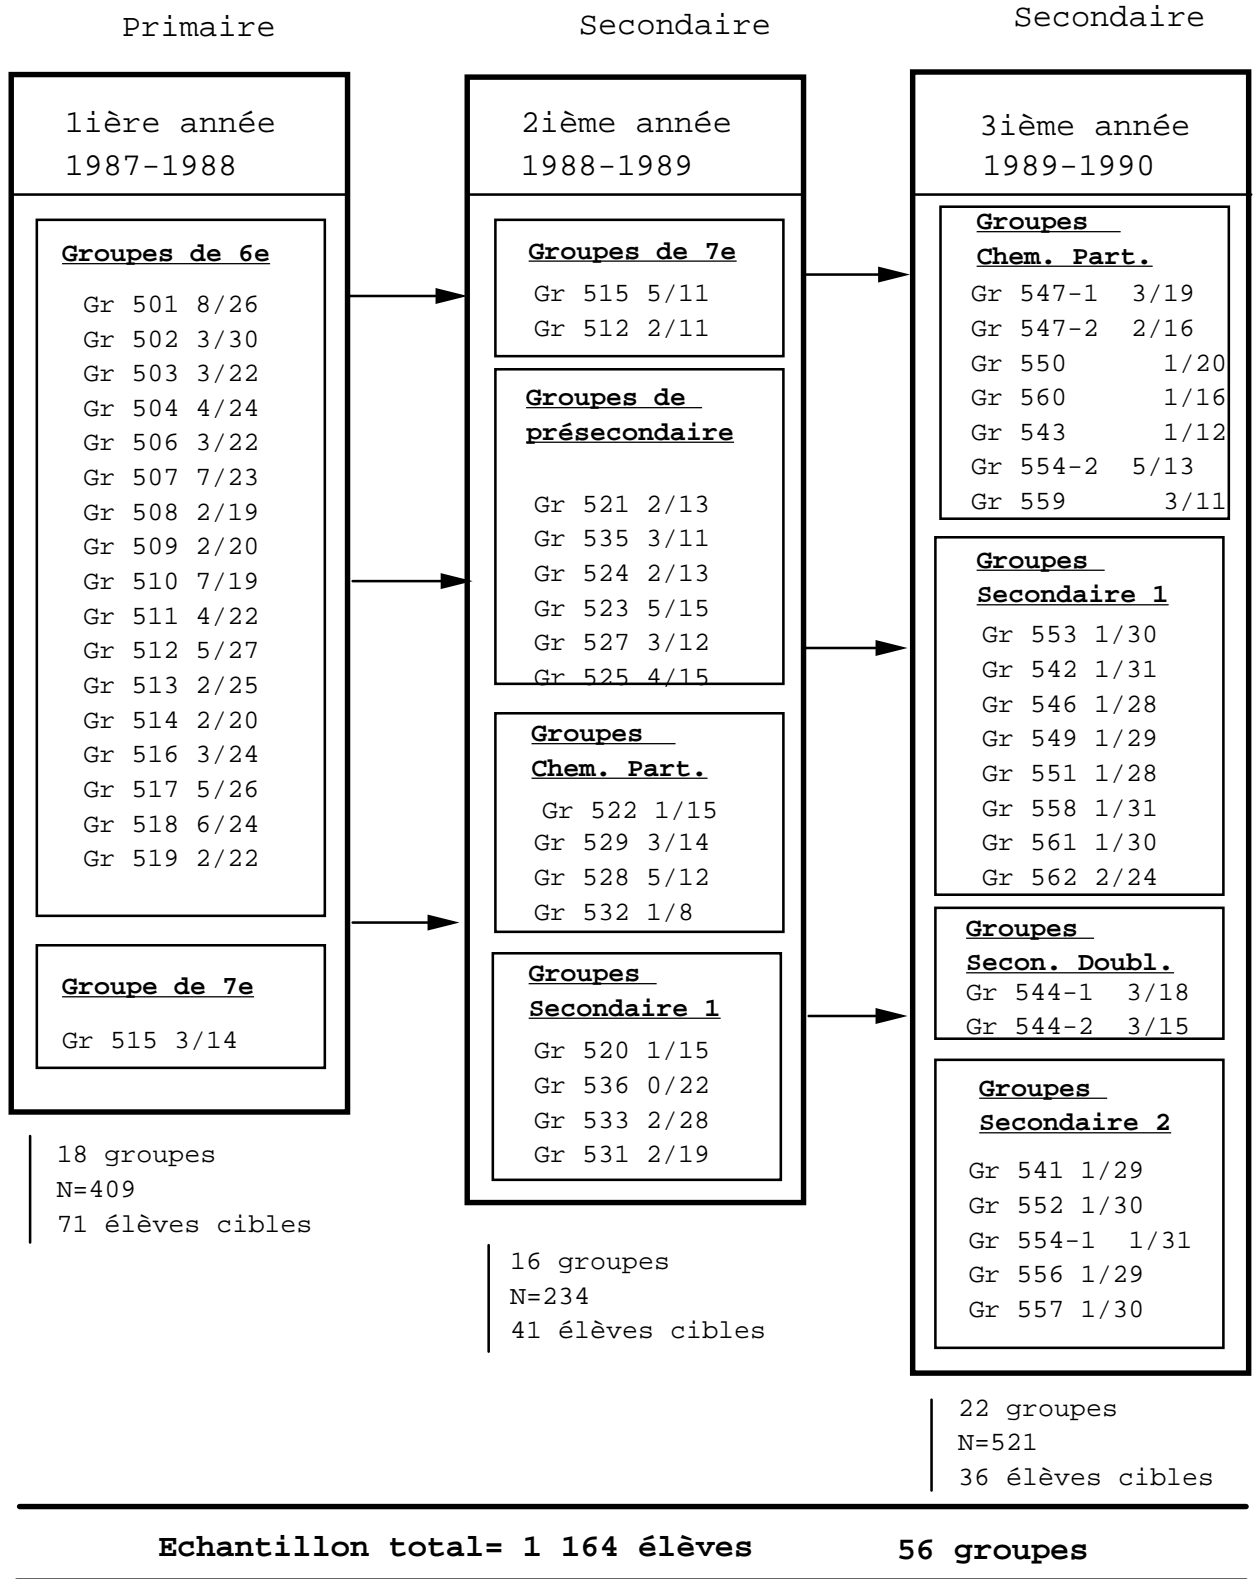 Primaire
1ière année
1987-1988
Groupes de 6e
Gr 501 8/26
Gr 502 3/30
Gr 503 3/22
Gr 504 4/24
Gr 506 3/22
Gr 507 7/23
Gr 508 2/19
Gr 509 2/20
Gr 510 7/19
Gr 511 4/22
Gr 512 5/27
Gr 513 2/25
Gr 514 2/20
Gr 516 3/24
Gr 517 5/26
Gr 518 6/24
Gr 519 2/22
Groupe de 7e
Gr 515 3/14
18 groupes
N=409
71 élèves cibles
Secondaire
2ième année
1988-1989
Groupes de 7e
Gr 515 5/11
Gr 512 2/11
Groupes de
présecondaire
Gr 521 2/13
Gr 535 3/11
Gr 524 2/13
Gr 523 5/15
Gr 527 3/12
Gr 525 4/15
Groupes
Chem. Part.
Gr 522 1/15
Gr 529 3/14
Gr 528 5/12
Gr 532 1/8
Groupes
Secondaire 1
Gr 520 1/15
Gr 536 0/22
Gr 533 2/28
Gr 531 2/19
16 groupes
N=234
41 élèves cibles
Secondaire
3ième année
1989-1990
Groupes
Chem. Part.
Gr 547-1 3/19
Gr 547-2 2/16
Gr 550 1/20
Gr 560 1/16
Gr 543 1/12
Gr 554-2 5/13
Gr 559 3/11
Groupes
Secondaire 1
Gr 553 1/30
Gr 542 1/31
Gr 546 1/28
Gr 549 1/29
Gr 551 1/28
Gr 558 1/31
Gr 561 1/30
Gr 562 2/24
Groupes
Secon. Doubl.
Gr 544-1 3/18
Gr 544-2 3/15
Groupes
Secondaire 2
Gr 541 1/29
Gr 552 1/30
Gr 554-1 1/31
Gr 556 1/29
Gr 557 1/30
22 groupes
N=521
36 élèves cibles
Echantillon total= 1 164 élèves 56 groupes